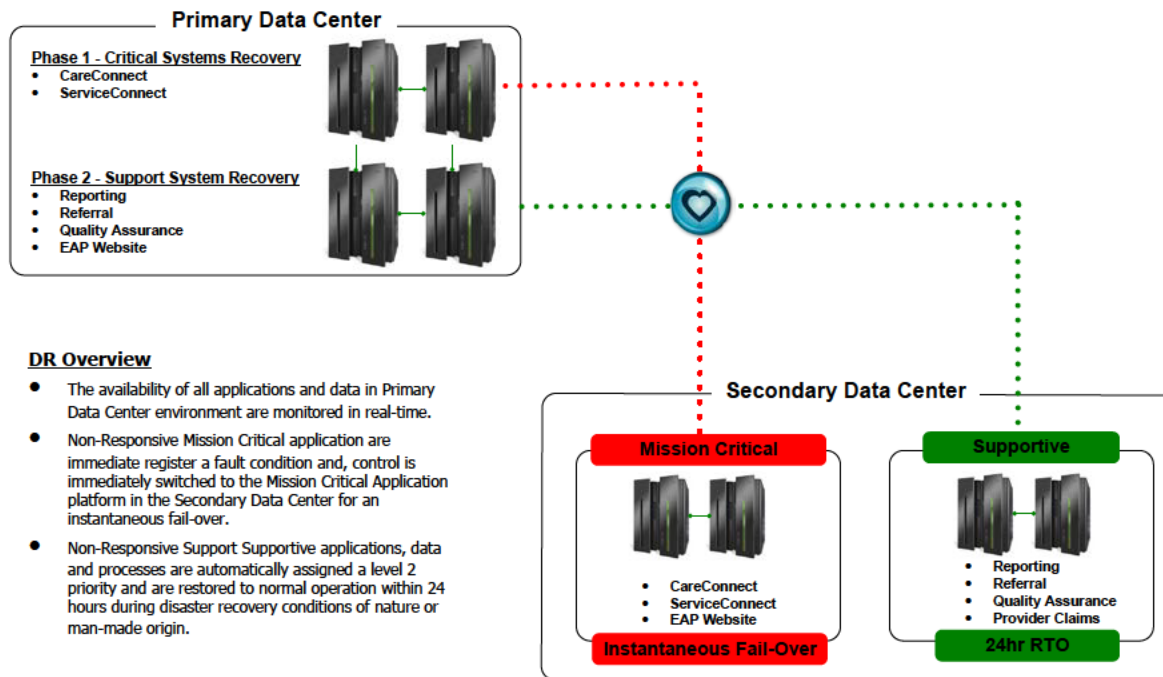 Primary Data Center
Phase 1 - Critical Systems Recovery
• CareConnect
• ServiceConnect
Phase 2 - Support System Recovery
• Reporting
• Referral
• Quality Assurance
• EAP Website
DR Overview
• The availability of all applications and data in Primary
Data Center environment are monitored in real-time.
• Non-Responsive Mission Critical application are
immediate register a fault condition and, control is
immediately switched to the Mission Critical Application
platform in the Secondary Data Center for an
instantaneous fail-over.
• Non-Responsive Support Supportive applications, data
and processes are automatically assigned a level 2
priority and are restored to normal operation within 24
hours during disaster recovery conditions of nature or
man-made origin.
Secondary Data Center
Mission Critical
• CareConnect
• ServiceConnect
• EAP Website
Instantaneous Fail-Over
Supportive
• Reporting
• Referral
• Quality Assurance
• Provider Claims
24hr RTO